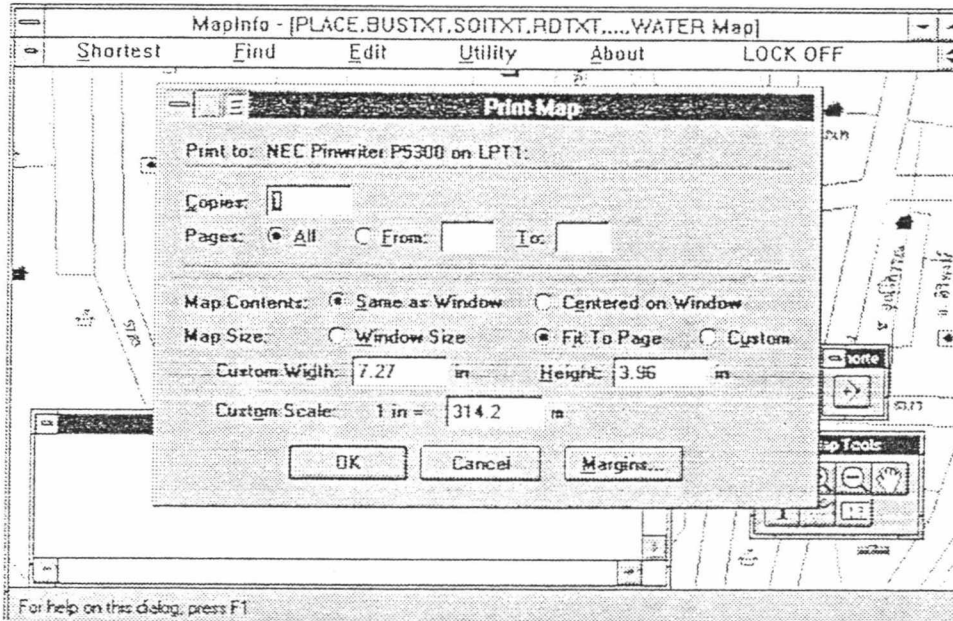 MapInfo - [PLACE,BUSTXT,SOITXT,RDTXT,....,WATER Map]
Shortest Find Edit Utility About LOCK OFF
Print Map
Print to: NEC Pinwriter P5300 on LPT1:
Copies: 1
Pages: All From: To:
Map Contents: Same as Window Centered on Window
Map Size: Window Size Fit To Page Custom
Custom Width: 7.27 in Height: 3.96 in
Custom Scale: 1 in = 314.2 m
OK Cancel Margins...
horte
ap Tools
For help on this dialog, press F1